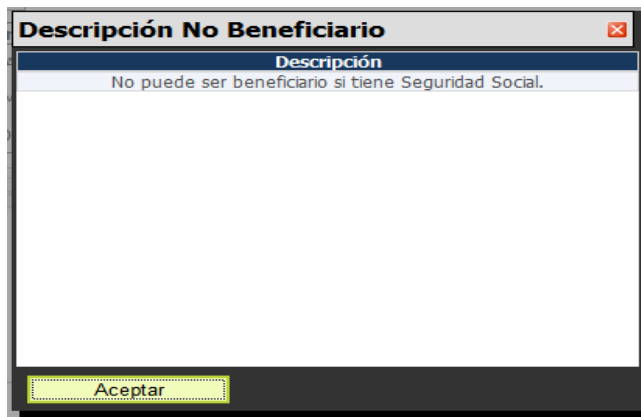 Descripción No Beneficiario
Descripción
No puede ser beneficiario si tiene Seguridad Social.
Aceptar